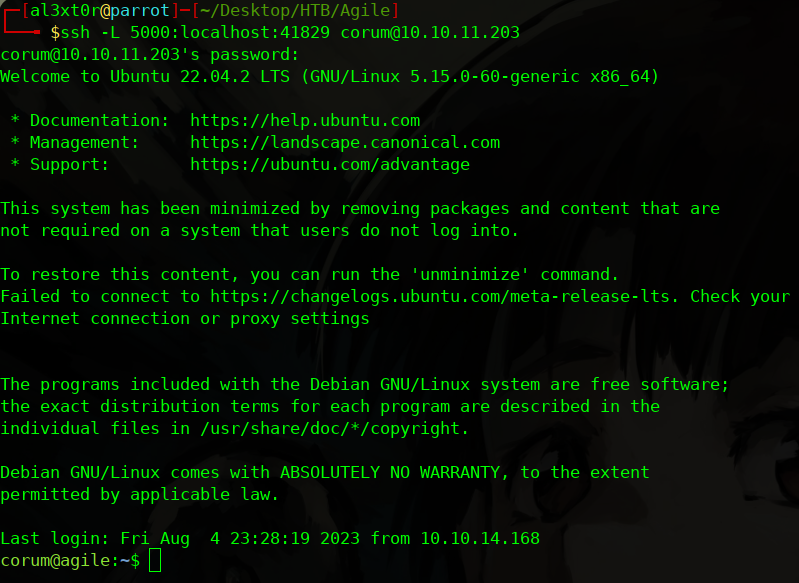 ┌─[al3xt0r@parrot]─[~/Desktop/HTB/Agile]
└──╼ $ssh -L 5000:localhost:41829 corum@10.10.11.203
corum@10.10.11.203's password:
Welcome to Ubuntu 22.04.2 LTS (GNU/Linux 5.15.0-60-generic x86_64)

 * Documentation:  https://help.ubuntu.com
 * Management:     https://landscape.canonical.com
 * Support:        https://ubuntu.com/advantage

This system has been minimized by removing packages and content that are
not required on a system that users do not log into.

To restore this content, you can run the 'unminimize' command.
Failed to connect to https://changelogs.ubuntu.com/meta-release-lts. Check your
Internet connection or proxy settings


The programs included with the Debian GNU/Linux system are free software;
the exact distribution terms for each program are described in the
individual files in /usr/share/doc/*/copyright.

Debian GNU/Linux comes with ABSOLUTELY NO WARRANTY, to the extent
permitted by applicable law.

Last login: Fri Aug  4 23:28:19 2023 from 10.10.14.168
corum@agile:~$